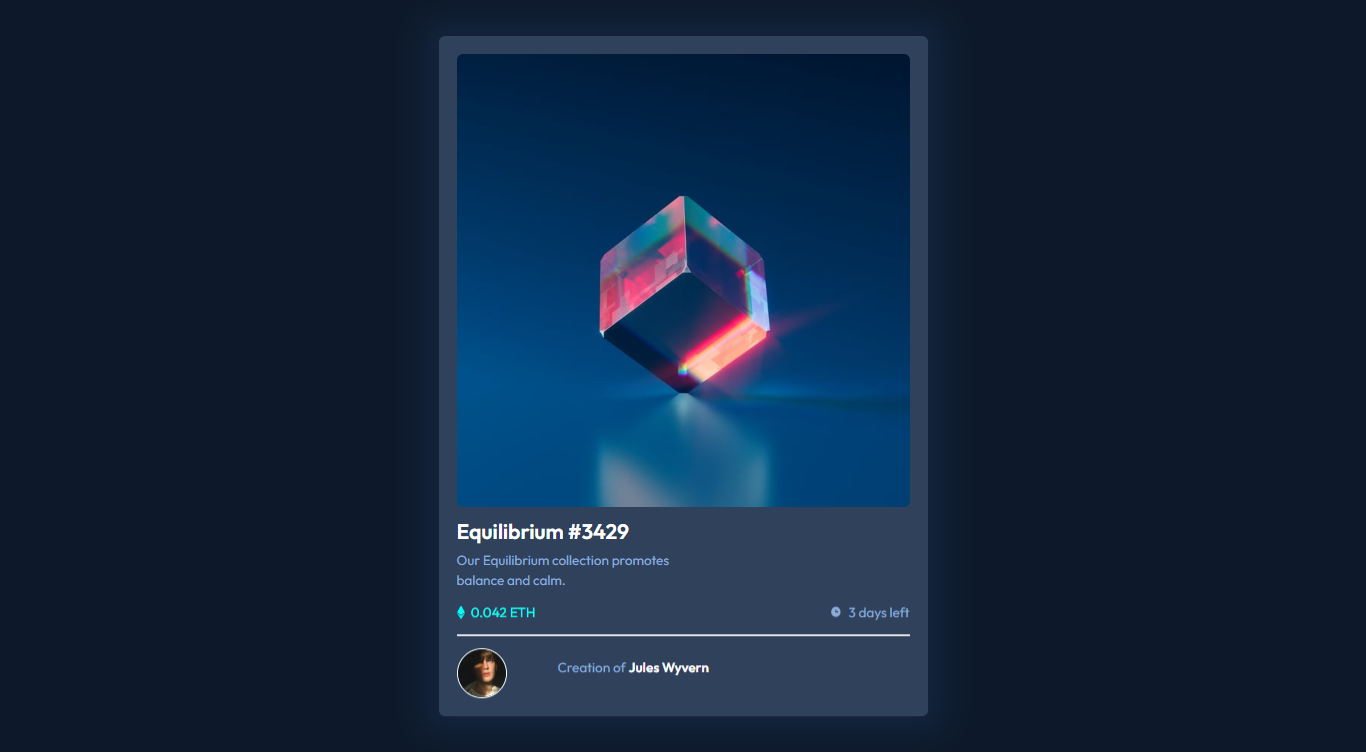 Equilibrium #3429
Our Equilibrium collection promotes
balance and calm.
0.042 ETH
3 days left
Creation of Jules Wyvern